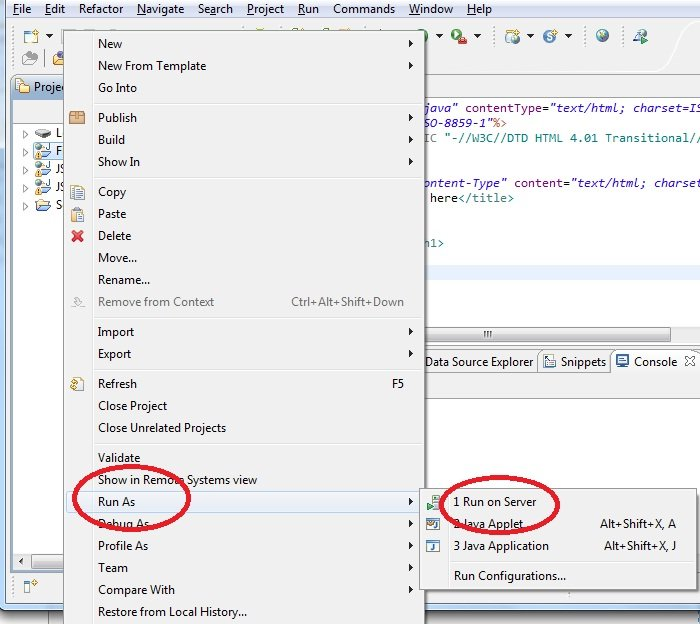 File Edit Refactor Navigate Search Project Run Commands Window Help
Proje
L
F
JS
JS
S
New
New From Template
Go Into
Publish
Build
Show In
Copy
Paste
Delete
Move...
Rename...
Remove from Context Ctrl+Alt+Shift+Down
Import
Export
Refresh F5
Close Project
Close Unrelated Projects
Validate
Show in Remote Systems view
Run As
Debug As
Profile As
Team
Compare With
Restore from Local History...
java" contentType="text/html; charset=IS
SO-8859-1"%>
IC "-//W3C//DTD HTML 4.01 Transitional//
ontent-Type" content="text/html; charset
here</title>
n1>
Data Source Explorer Snippets Console
1 Run on Server
2 Java Applet Alt+Shift+X, A
3 Java Application Alt+Shift+X, J
Run Configurations...